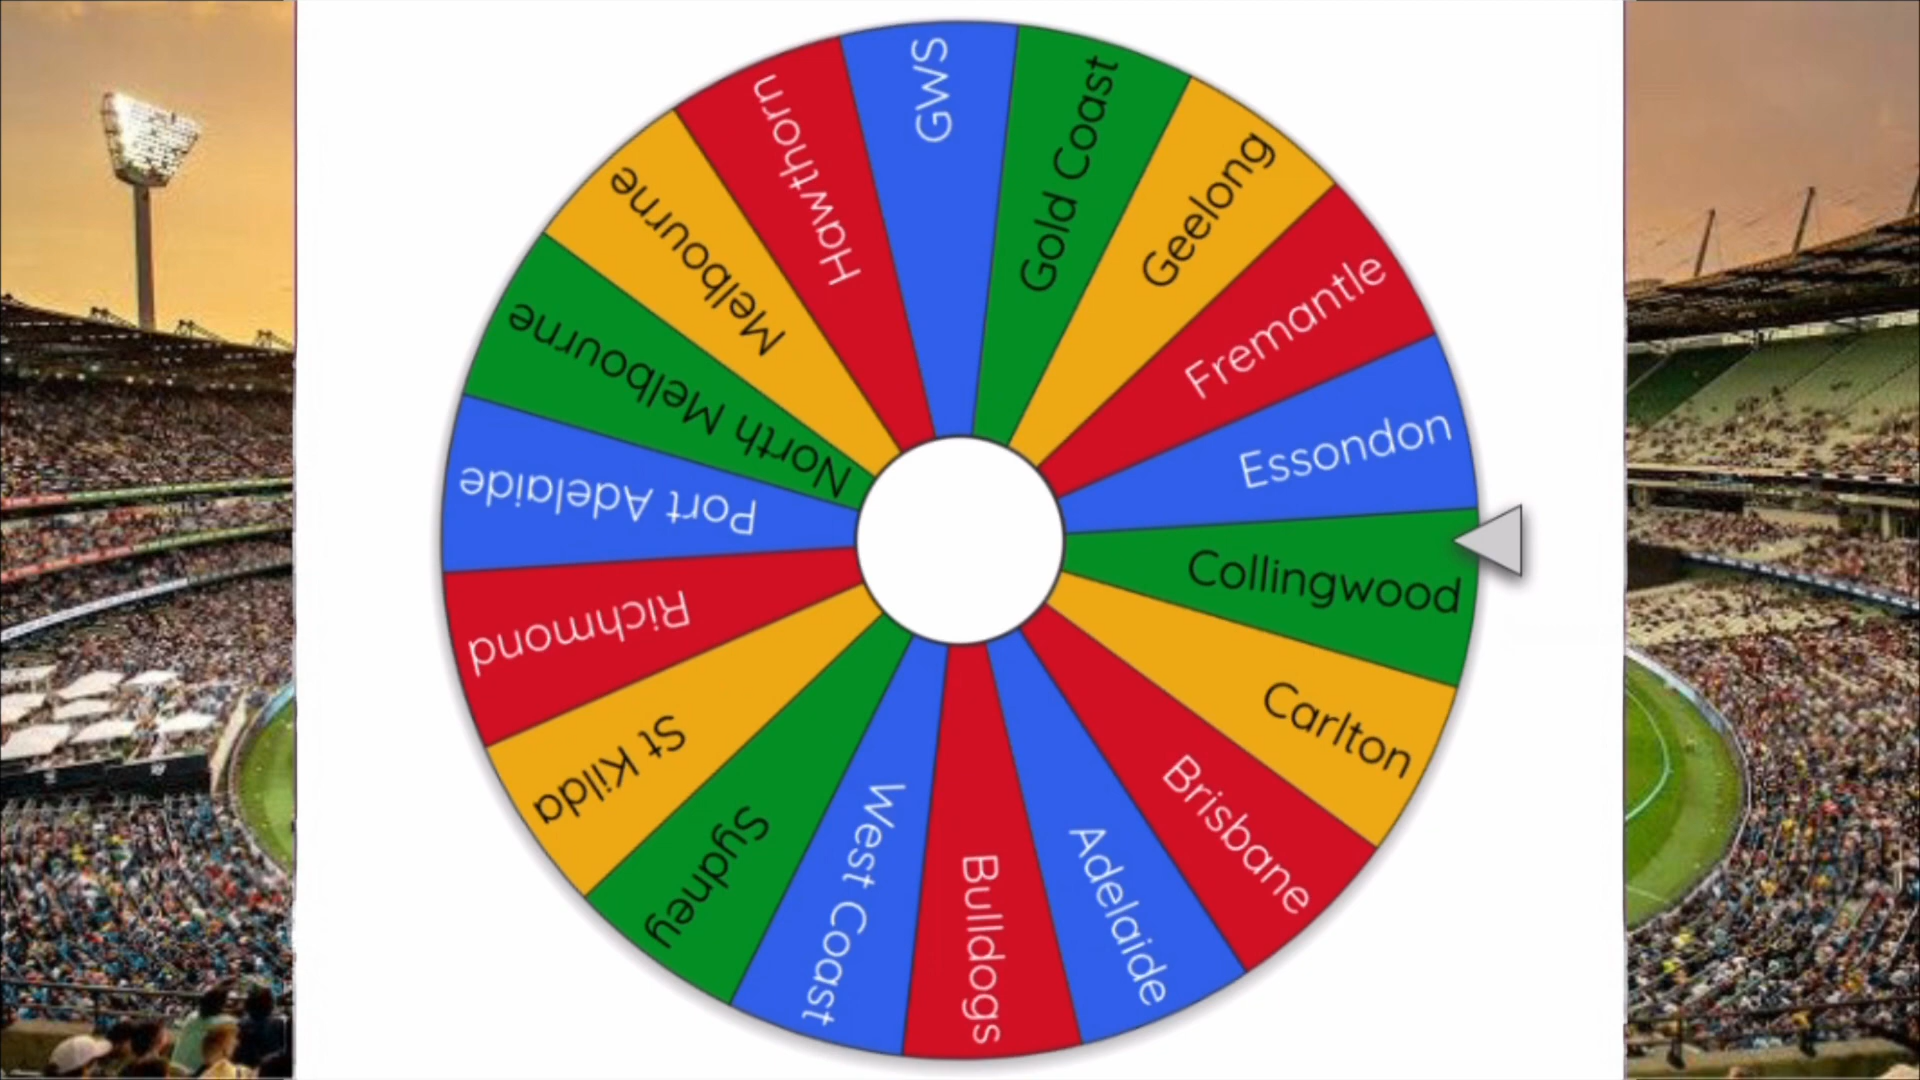 GWS
Gold Coast
Geelong
Fremantle
Essondon
Collingwood
Carlton
Brisbane
Adelaide
Bulldogs
West Coast
Sydney
St Kilda
Richmond
Port Adelaide
North Melbourne
Melbourne
Hawthorn